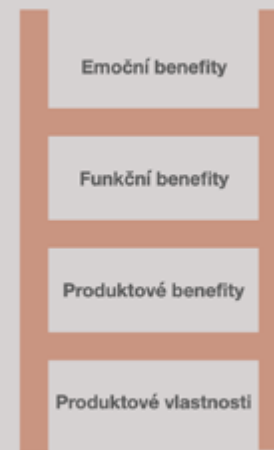 Emoční benefity
Funkční benefity
Produktové benefity
Produktové vlastnosti